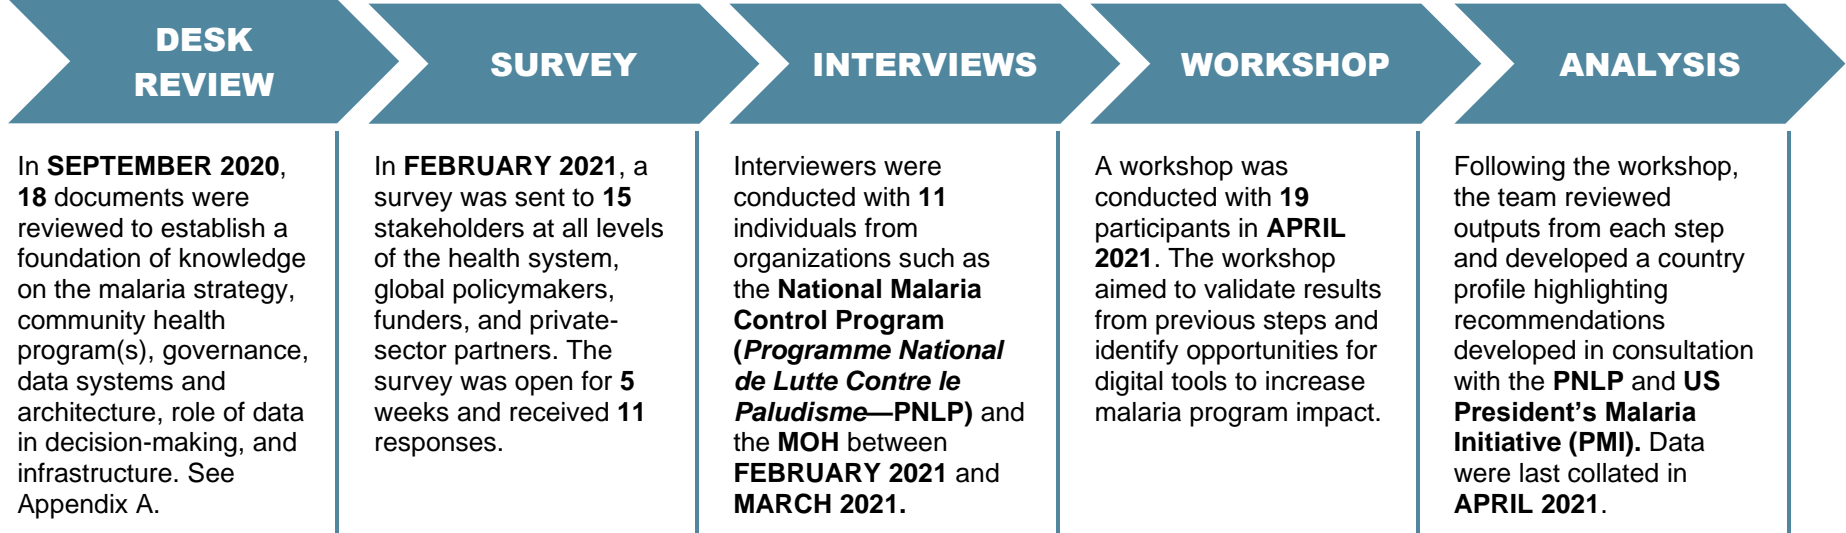 DESK
REVIEW
In SEPTEMBER 2020,
18 documents were
reviewed to establish a
foundation of knowledge
on the malaria strategy,
community health
program(s), governance,
data systems and
architecture, role of data
in decision-making, and
infrastructure. See
Appendix A.
SURVEY
In FEBRUARY 2021, a
survey was sent to 15
stakeholders at all levels
of the health system,
global policymakers,
funders, and private-
sector partners. The
survey was open for 5
weeks and received 11
responses.
INTERVIEWS
Interviewers were
conducted with 11
individuals from
organizations such as
the National Malaria
Control Program
(Programme National
de Lutte Contre le
Paludisme—PNLP) and
the MOH between
FEBRUARY 2021 and
MARCH 2021.
WORKSHOP
A workshop was
conducted with 19
participants in APRIL
2021. The workshop
aimed to validate results
from previous steps and
identify opportunities for
digital tools to increase
malaria program impact.
ANALYSIS
Following the workshop,
the team reviewed
outputs from each step
and developed a country
profile highlighting
recommendations
developed in consultation
with the PNLP and US
President’s Malaria
Initiative (PMI). Data
were last collated in
APRIL 2021.